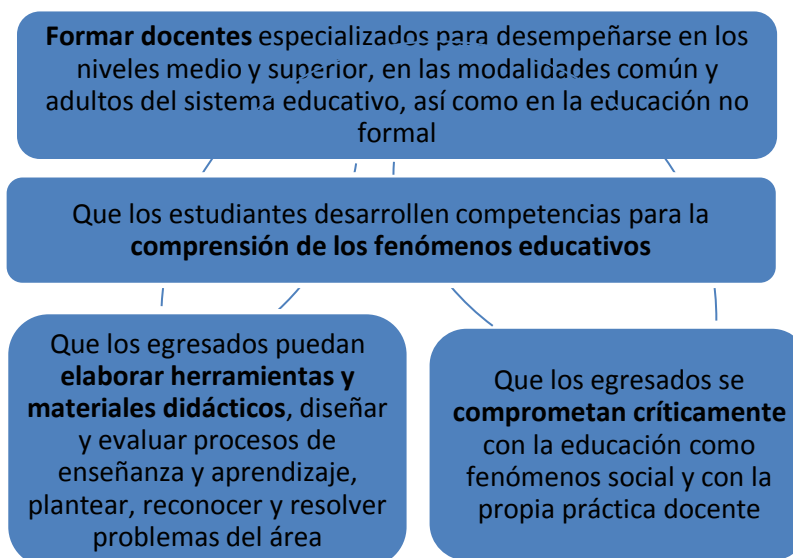 Formar docentes especializados para desempeñarse en los
niveles medio y superior, en las modalidades común y
adultos del sistema educativo, así como en la educación no
formal
Que los estudiantes desarrollen competencias para la
comprensión de los fenómenos educativos
Que los egresados puedan
elaborar herramientas y
materiales didácticos, diseñar
y evaluar procesos de
enseñanza y aprendizaje,
plantear, reconocer y resolver
problemas del área
Que los egresados se
comprometan críticamente
con la educación como
fenómenos social y con la
propia práctica docente